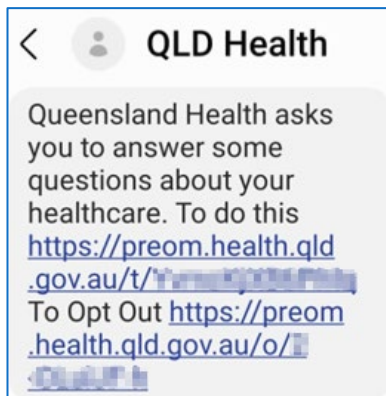 QLD Health
Queensland Health asks
you to answer some
questions about your
healthcare. To do this
https://preom.health.qld
.gov.au/t/
To Opt Out https://preom
.health.qld.gov.au/o/